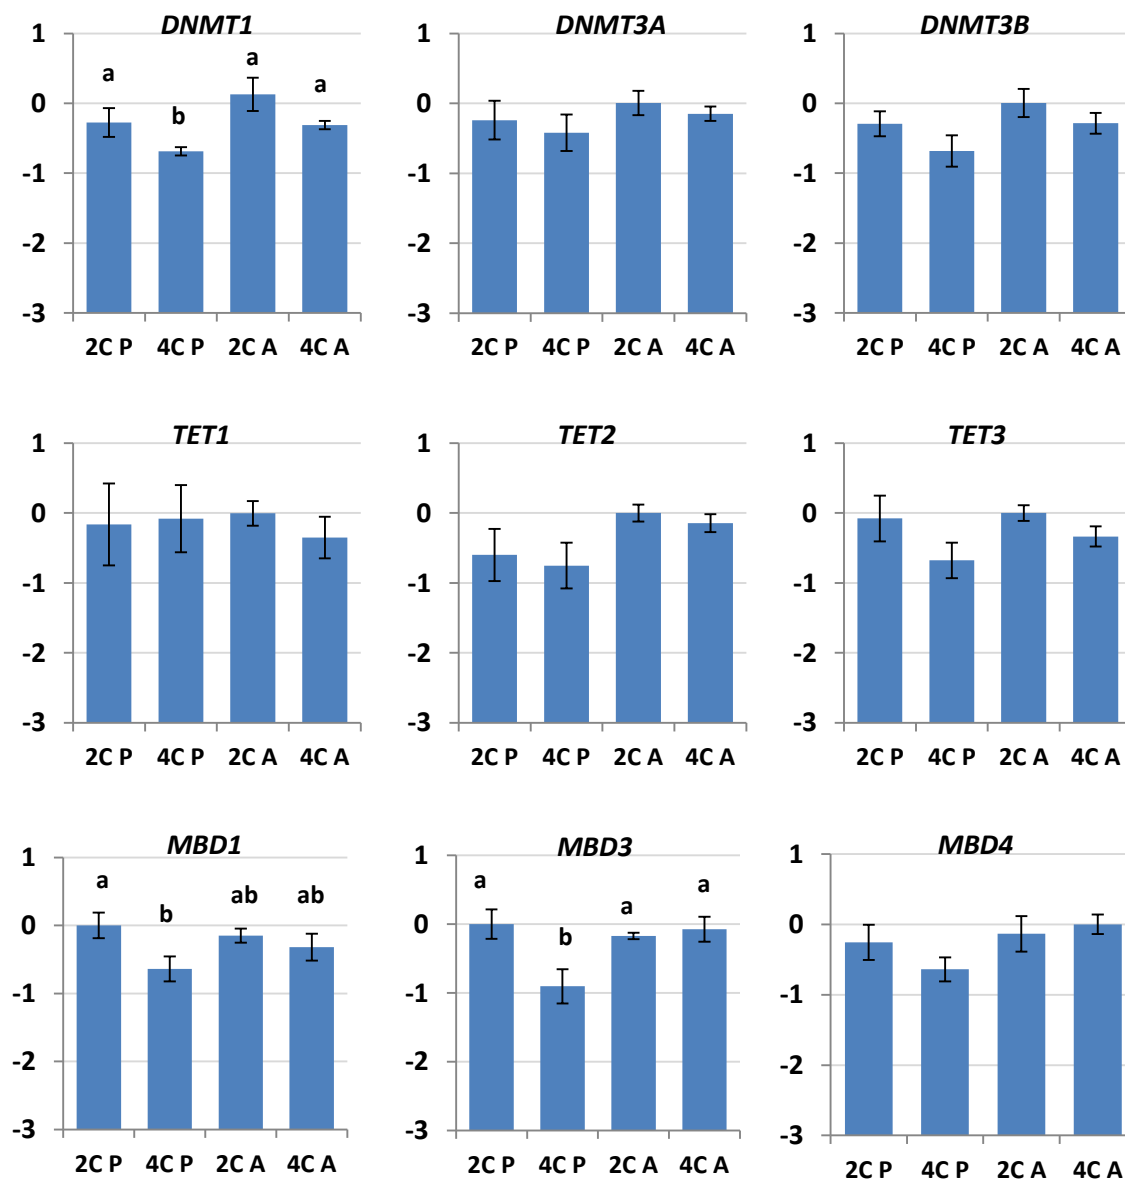 DNMT1 DNMT3A DNMT3B
1 1 1
a a a
0 b 0 0
-1 -1 -1
-2 -2 -2
-3 -3 -3
2C P 4C P 2C A 4C A 2C P 4C P 2C A 4C A 2C P 4C P 2C A 4C A
TET1 TET2 TET3
1 1 1
0 0 0
-1 -1 -1
-2 -2 -2
-3 -3 -3
2C P 4C P 2C A 4C A 2C P 4C P 2C A 4C A 2C P 4C P 2C A 4C A
MBD1 MBD3 MBD4
1 1 1
a b ab ab a b a a
0 0 0
-1 -1 -1
-2 -2 -2
-3 -3 -3
2C P 4C P 2C A 4C A 2C P 4C P 2C A 4C A 2C P 4C P 2C A 4C A